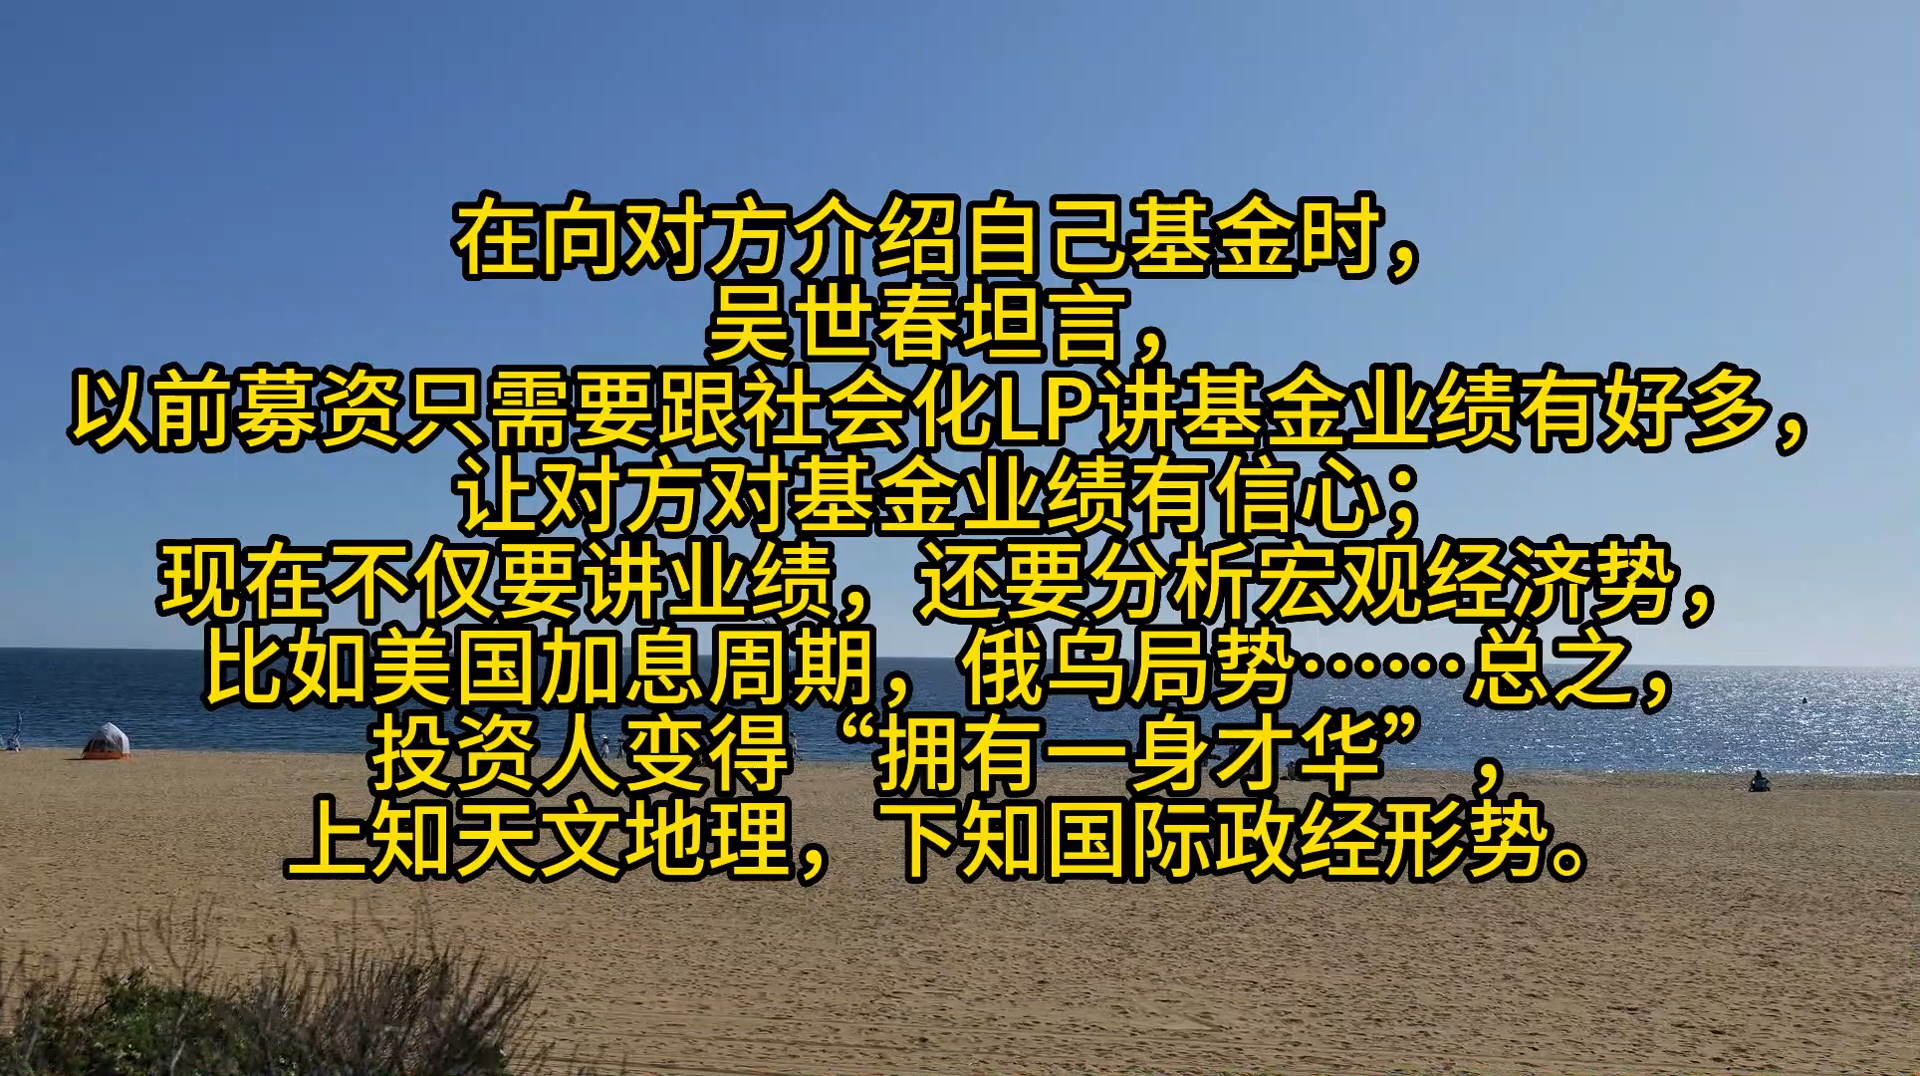 在向对方介绍自己基金时，
吴世春坦言，
以前募资只需要跟社会化LP讲基金业绩有好多，
让对方对基金业绩有信心；
现在不仅要讲业绩，还要分析宏观经济势，
比如美国加息周期，俄乌局势……总之，
投资人变得“拥有一身才华”，
上知天文地理，下知国际政经形势。